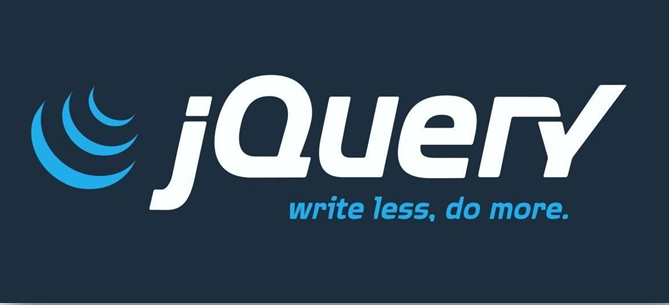 jQuery
write less, do more.